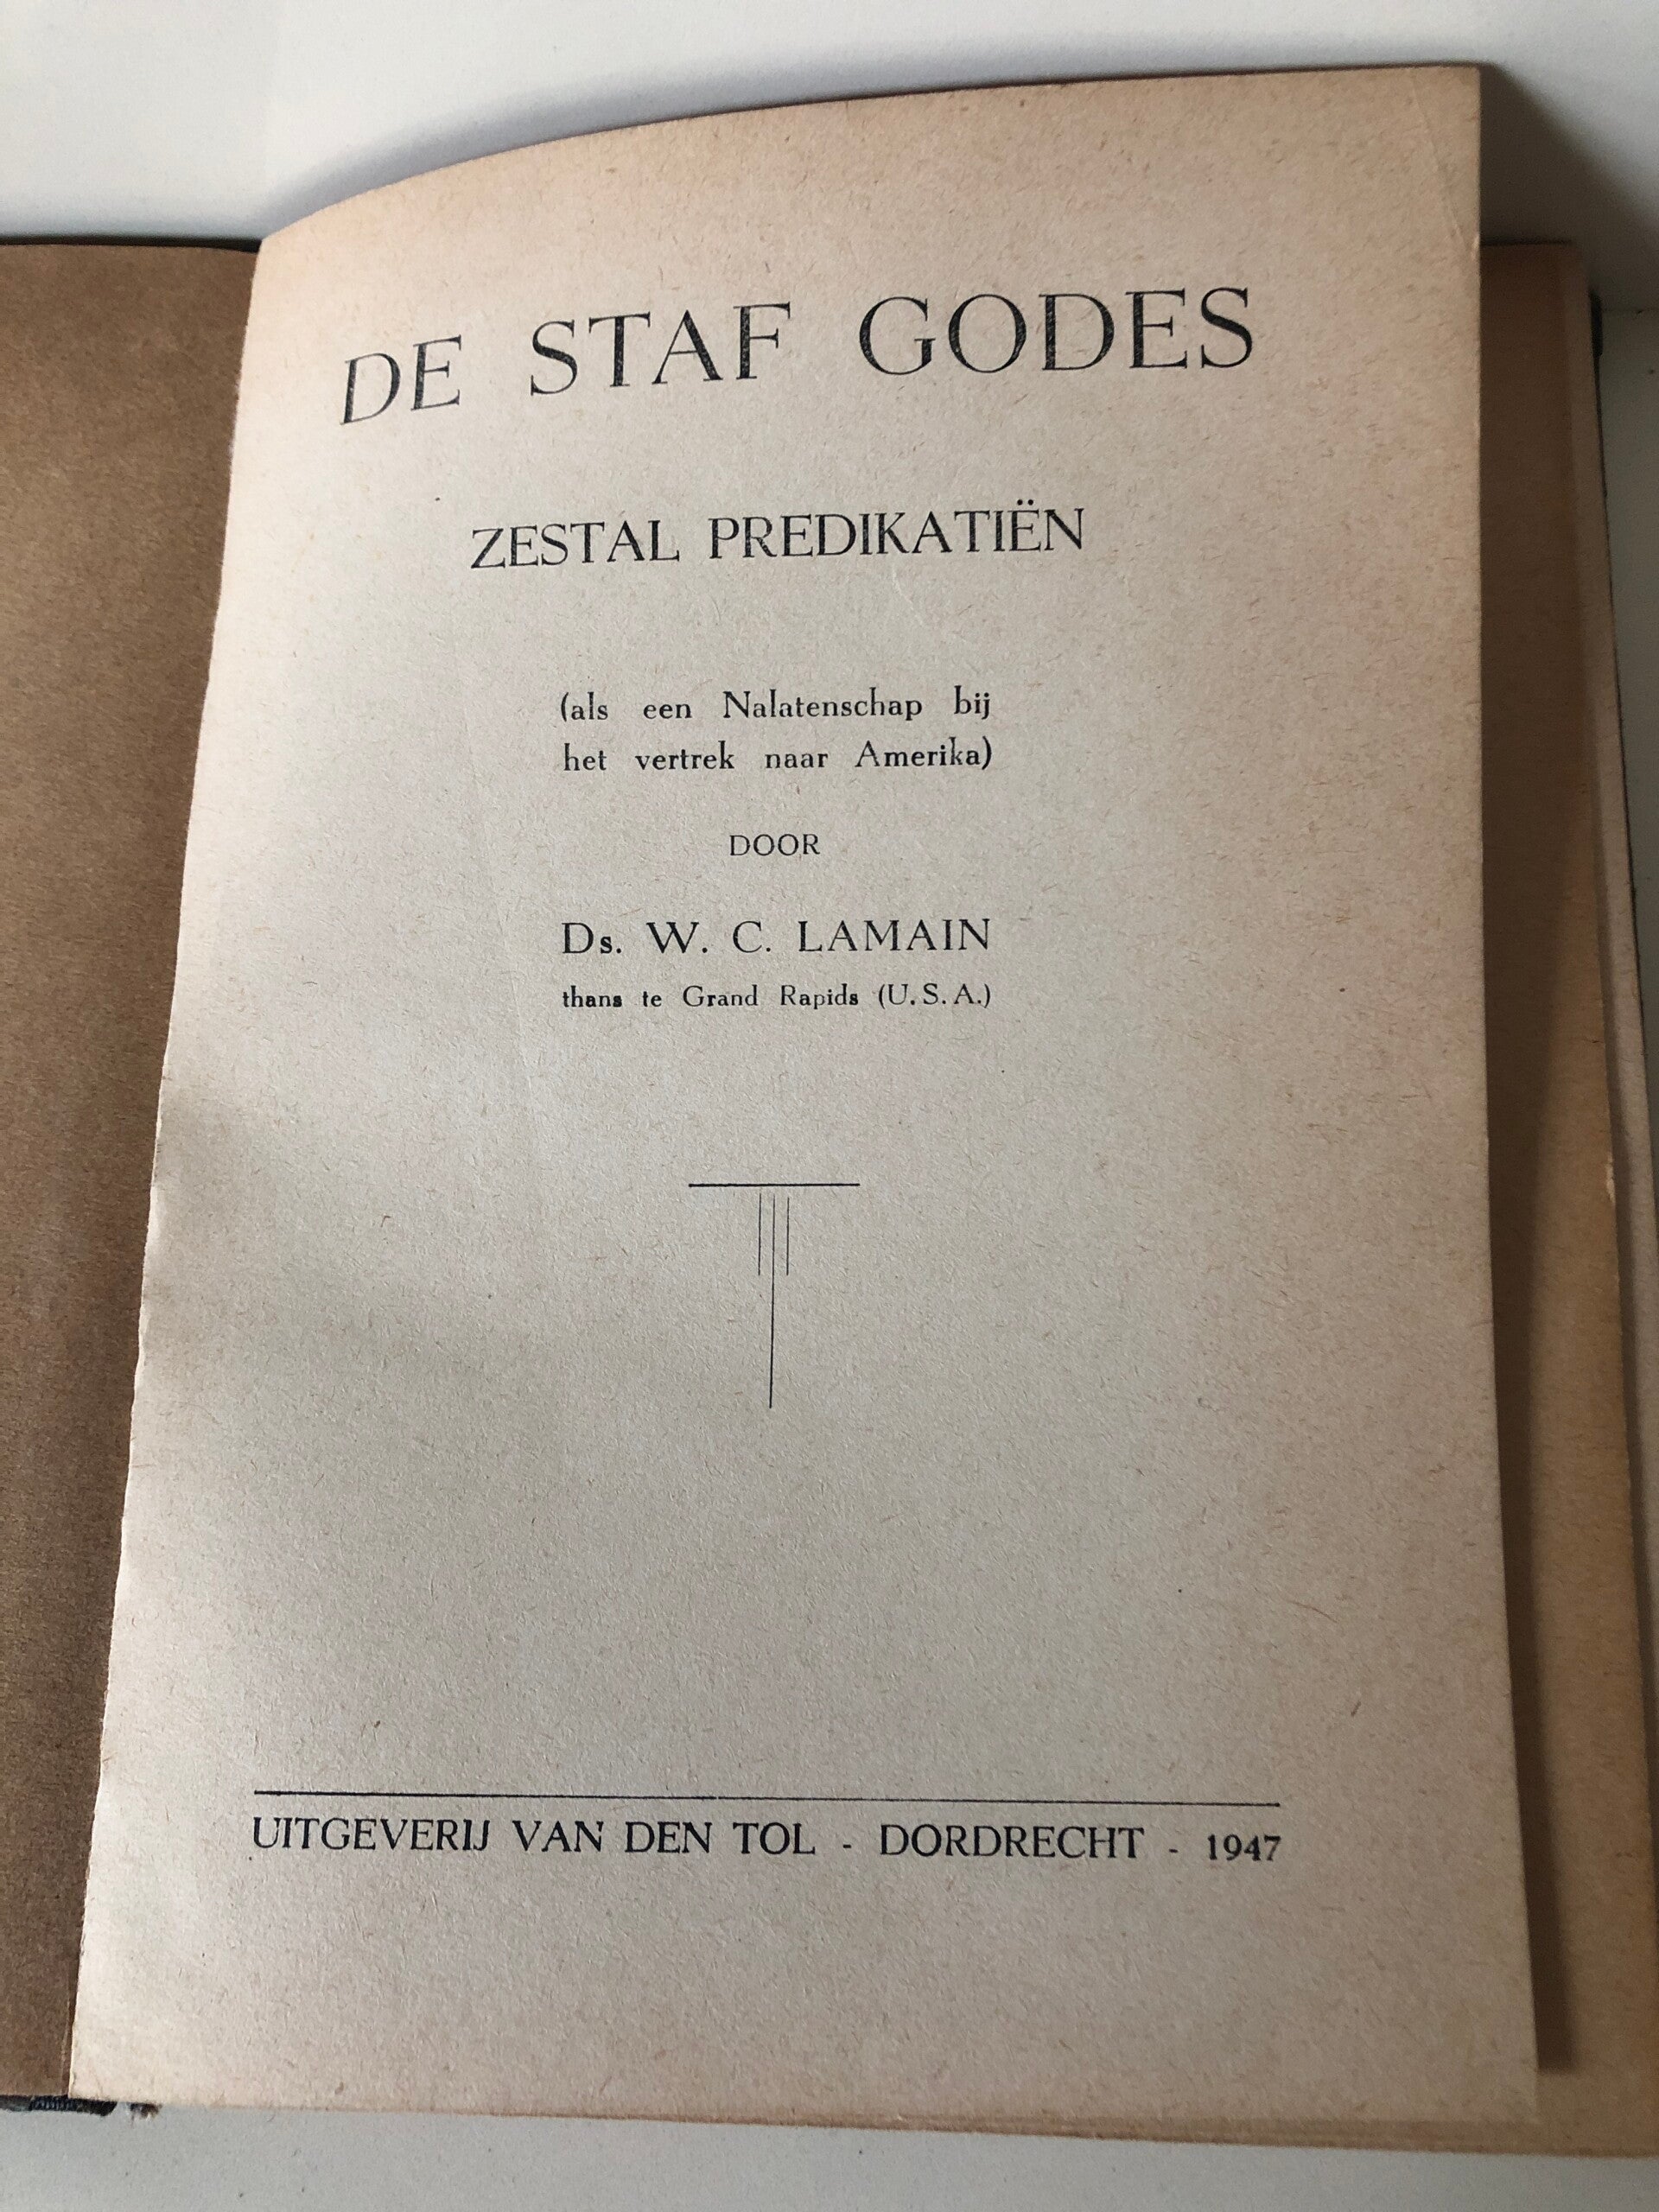 DE STAF GODES
ZESTAL PREDIKATIËN
(als een Nalatenschap bij
het vertrek naar Amerika)
DOOR
Ds. W. C. LAMAIN
thans te Grand Rapids (U.S.A.)
UITGEVERIJ VAN DEN TOL - DORDRECHT - 1947